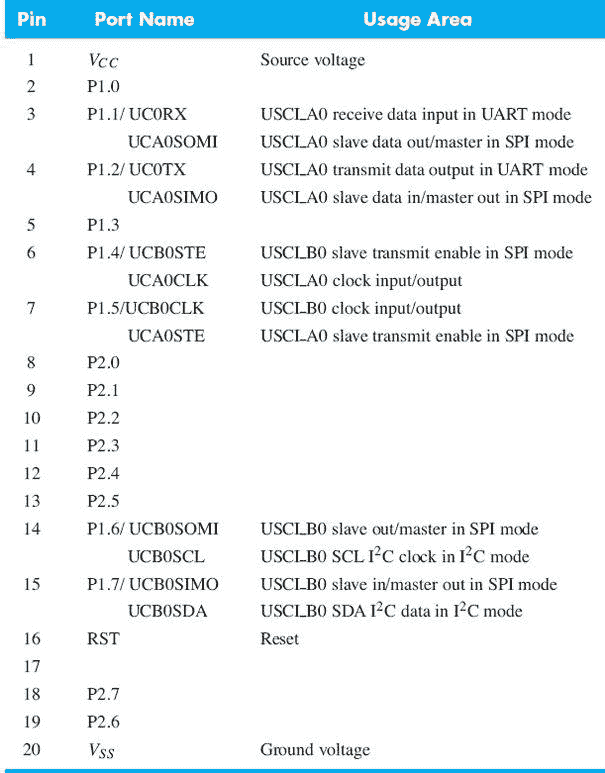 Pin Port Name Usage Area
1 VCC Source voltage
2 P1.0
3 P1.1/ UC0RX USCI_A0 receive data input in UART mode
UCA0SOMI USCI_A0 slave data out/master in SPI mode
4 P1.2/ UC0TX USCI_A0 transmit data output in UART mode
UCA0SIMO USCI_A0 slave data in/master out in SPI mode
5 P1.3
6 P1.4/ UCB0STE USCI_B0 slave transmit enable in SPI mode
UCA0CLK USCI_A0 clock input/output
7 P1.5/UCB0CLK USCI_B0 clock input/output
UCA0STE USCI_A0 slave transmit enable in SPI mode
8 P2.0
9 P2.1
10 P2.2
11 P2.3
12 P2.4
13 P2.5
14 P1.6/ UCB0SOMI USCI_B0 slave out/master in SPI mode
UCB0SCL USCI_B0 SCL I²C clock in I²C mode
15 P1.7/ UCB0SIMO USCI_B0 slave in/master out in SPI mode
UCB0SDA USCI_B0 SDA I²C data in I²C mode
16 RST Reset
17
18 P2.7
19 P2.6
20 VSS Ground voltage